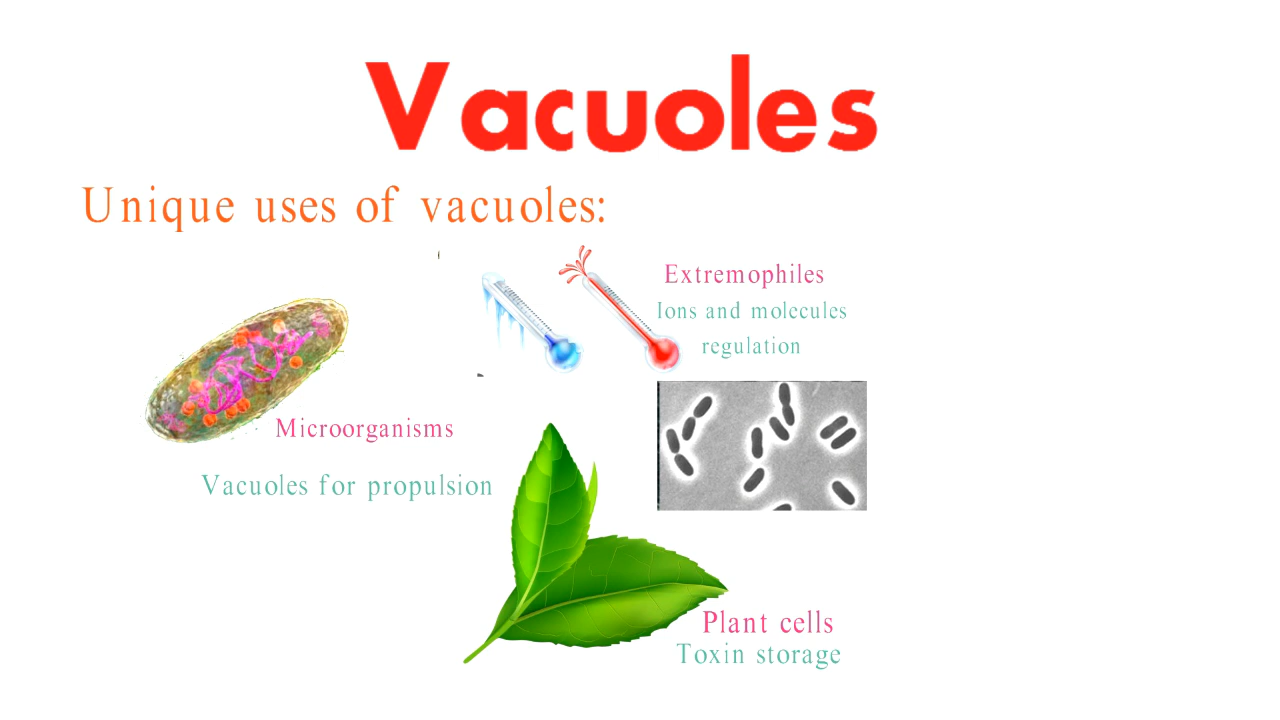 Vacuoles
Unique uses of vacuoles:
Extremophiles
Ions and molecules
regulation
Microorganisms
Vacuoles for propulsion
Plant cells
Toxin storage